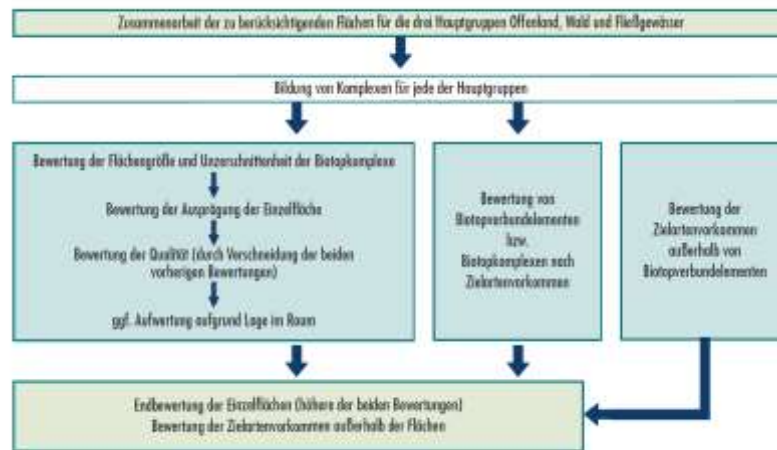 Zusammenarbeit der zu berücksichtigenden Flächen für die drei Hauptgruppen Offenland, Wald und Fließgewässer
Bildung von Komplexen für jede der Hauptgruppen
Bewertung der Flächengröße und Unzerschnittenheit der Biotopkomplexe
Bewertung der Ausprägung der Einzelfläche
Bewertung der Qualität (durch Verschneidung der beiden
vorherigen Bewertungen)
ggf. Aufwertung aufgrund Lage im Raum
Bewertung von
Biotopverbundelementen
bzw.
Biotopkomplexen nach
Zielartenvorkommen
Bewertung der
Zielartenvorkommen
außerhalb von
Biotopverbundelementen
Endbewertung der Einzelflächen (höhere der beiden Bewertungen)
Bewertung der Zielartenvorkommen außerhalb der Flächen